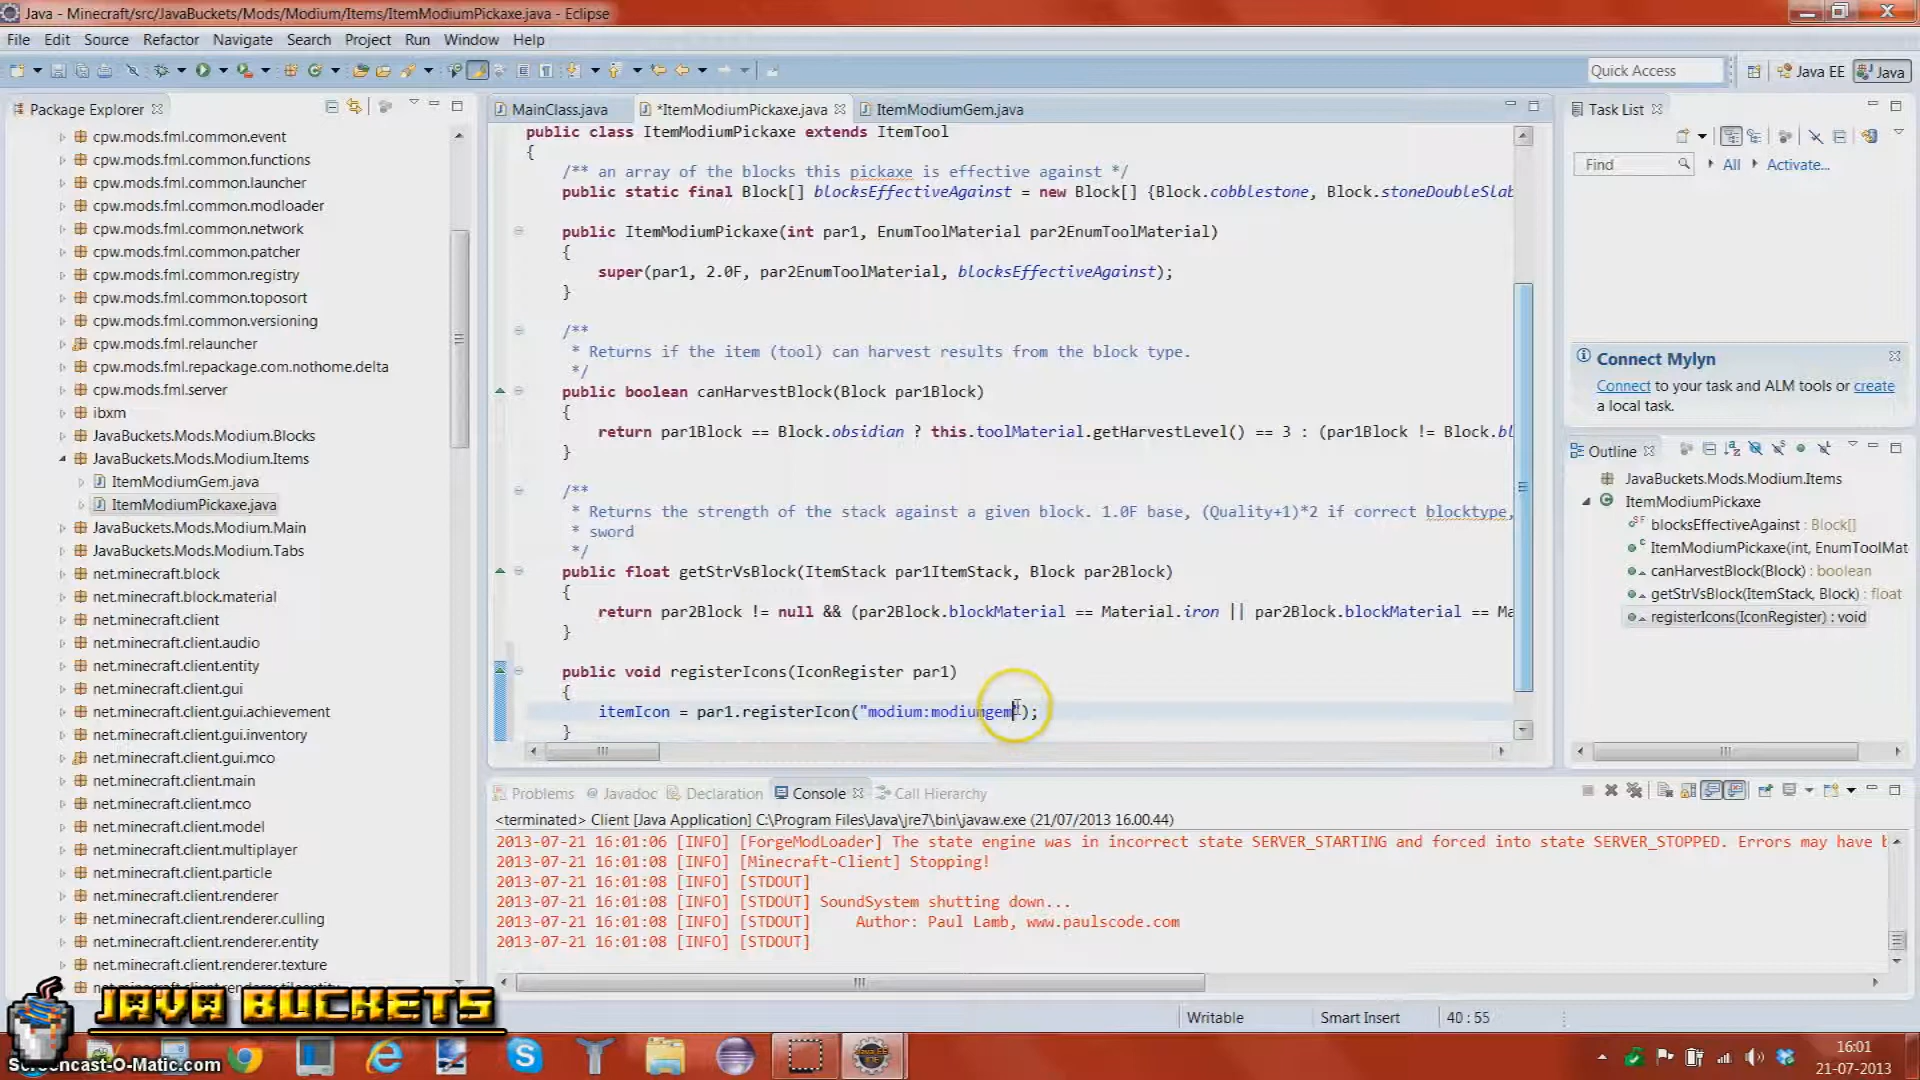 Java - Minecraft/src/JavaBuckets/Mods/Modium/Items/ItemModiumPickaxe.java - Eclipse
File Edit Source Refactor Navigate Search Project Run Window Help
Quick Access
Java EE
Java
Package Explorer
cpw.mods.fml.common.event
cpw.mods.fml.common.functions
cpw.mods.fml.common.launcher
cpw.mods.fml.common.modloader
cpw.mods.fml.common.network
cpw.mods.fml.common.patcher
cpw.mods.fml.common.registry
cpw.mods.fml.common.toposort
cpw.mods.fml.common.versioning
cpw.mods.fml.relauncher
cpw.mods.fml.repackage.com.nothome.delta
cpw.mods.fml.server
ibxm
JavaBuckets.Mods.Modium.Blocks
JavaBuckets.Mods.Modium.Items
ItemModiumGem.java
ItemModiumPickaxe.java
JavaBuckets.Mods.Modium.Main
JavaBuckets.Mods.Modium.Tabs
net.minecraft.block
net.minecraft.block.material
net.minecraft.client
net.minecraft.client.audio
net.minecraft.client.entity
net.minecraft.client.gui
net.minecraft.client.gui.achievement
net.minecraft.client.gui.inventory
net.minecraft.client.gui.mco
net.minecraft.client.main
net.minecraft.client.mco
net.minecraft.client.model
net.minecraft.client.multiplayer
net.minecraft.client.particle
net.minecraft.client.renderer
net.minecraft.client.renderer.culling
net.minecraft.client.renderer.entity
net.minecraft.client.renderer.texture
MainClass.java
*ItemModiumPickaxe.java
ItemModiumGem.java
public class ItemModiumPickaxe extends ItemTool
{
/** an array of the blocks this pickaxe is effective against */
public static final Block[] blocksEffectiveAgainst = new Block[] {Block.cobblestone, Block.stoneDoubleSlab
public ItemModiumPickaxe(int par1, EnumToolMaterial par2EnumToolMaterial)
{
super(par1, 2.0F, par2EnumToolMaterial, blocksEffectiveAgainst);
}
/**
* Returns if the item (tool) can harvest results from the block type.
*/
public boolean canHarvestBlock(Block par1Block)
{
return par1Block == Block.obsidian ? this.toolMaterial.getHarvestLevel() == 3 : (par1Block != Block.bl
}
/**
* Returns the strength of the stack against a given block. 1.0F base, (Quality+1)*2 if correct blocktype,
* sword
*/
public float getStrVsBlock(ItemStack par1ItemStack, Block par2Block)
{
return par2Block != null && (par2Block.blockMaterial == Material.iron || par2Block.blockMaterial == Ma
}
public void registerIcons(IconRegister par1)
{
itemIcon = par1.registerIcon("modium:modiumgem");
}
Task List
Find
All
Activate...
Connect Mylyn
Connect to your task and ALM tools or create
a local task.
Outline
JavaBuckets.Mods.Modium.Items
ItemModiumPickaxe
blocksEffectiveAgainst : Block[]
ItemModiumPickaxe(int, EnumToolMat
canHarvestBlock(Block) : boolean
getStrVsBlock(ItemStack, Block) : float
registerIcons(IconRegister) : void
Problems
Javadoc
Declaration
Console
Call Hierarchy
<terminated> Client [Java Application] C:\Program Files\Java\jre7\bin\javaw.exe (21/07/2013 16.00.44)
2013-07-21 16:01:06 [INFO] [ForgeModLoader] The state engine was in incorrect state SERVER_STARTING and forced into state SERVER_STOPPED. Errors may have b
2013-07-21 16:01:08 [INFO] [Minecraft-Client] Stopping!
2013-07-21 16:01:08 [INFO] [STDOUT]
2013-07-21 16:01:08 [INFO] [STDOUT] SoundSystem shutting down...
2013-07-21 16:01:08 [INFO] [STDOUT] Author: Paul Lamb, www.paulscode.com
2013-07-21 16:01:08 [INFO] [STDOUT]
Writable
Smart Insert
40 : 55
JAVA BUCKETS
Screencast-O-Matic.com
16:01
21-07-2013